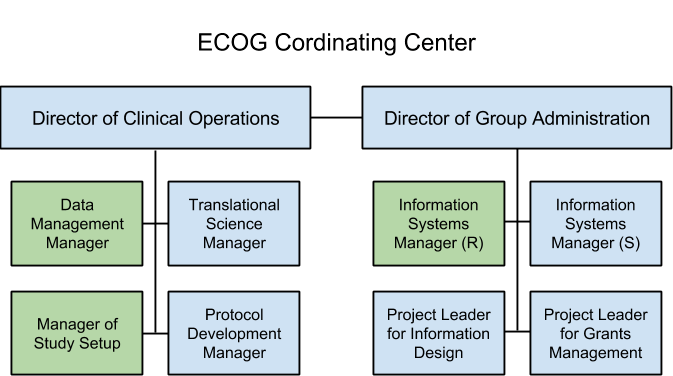 ECOG Cordinating Center
Director of Clinical Operations
Director of Group Administration
Data
Management
Manager
Translational
Science
Manager
Information
Systems
Manager (R)
Information
Systems
Manager (S)
Manager of
Study Setup
Protocol
Development
Manager
Project Leader
for Information
Design
Project Leader
for Grants
Management